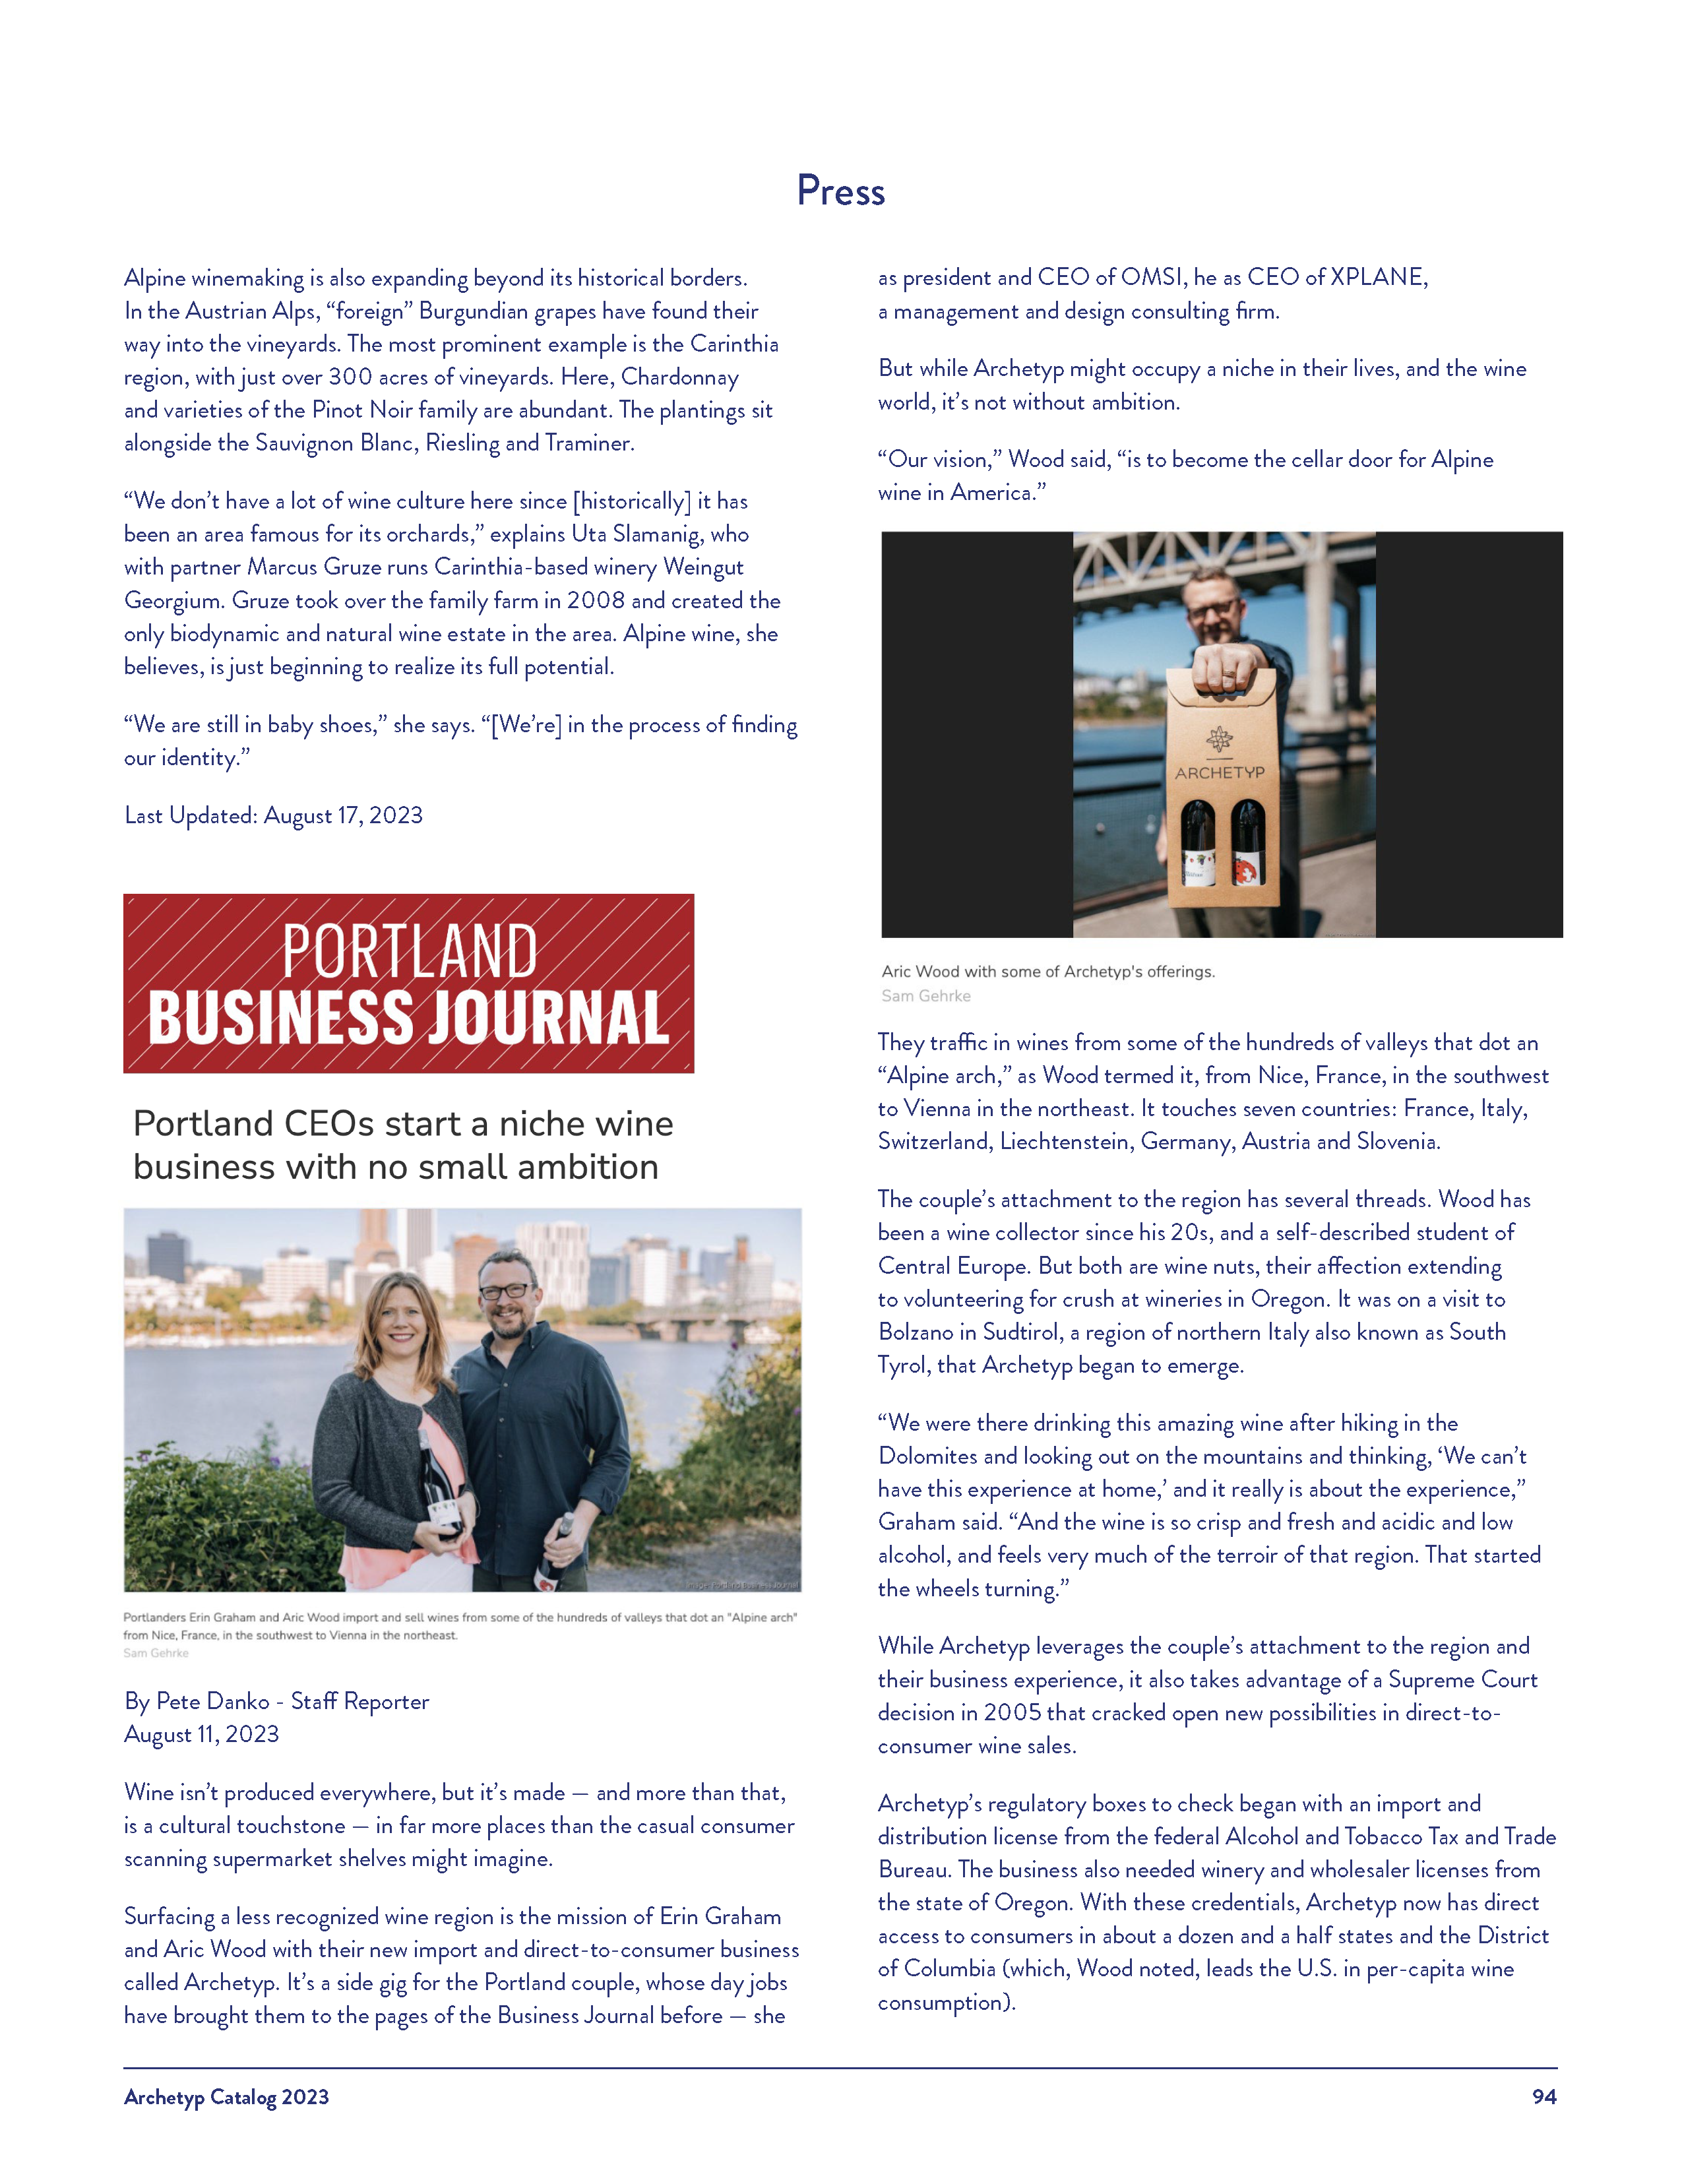 Press
Alpine winemaking is also expanding beyond its historical borders.
In the Austrian Alps, “foreign” Burgundian grapes have found their
way into the vineyards. The most prominent example is the Carinthia
region, with just over 300 acres of vineyards. Here, Chardonnay
and varieties of the Pinot Noir family are abundant. The plantings sit
alongside the Sauvignon Blanc, Riesling and Traminer.
“We don’t have a lot of wine culture here since [historically] it has
been an area famous for its orchards,” explains Uta Slamanig, who
with partner Marcus Gruze runs Carinthia-based winery Weingut
Georgium. Gruze took over the family farm in 2008 and created the
only biodynamic and natural wine estate in the area. Alpine wine, she
believes, is just beginning to realize its full potential.
“We are still in baby shoes,” she says. “[We’re] in the process of finding
our identity.”
Last Updated: August 17, 2023
PORTLAND
BUSINESS JOURNAL
Portland CEOs start a niche wine
business with no small ambition
Portlanders Erin Graham and Aric Wood import and sell wines from some of the hundreds of valleys that dot an "Alpine arch"
from Nice, France, in the southwest to Vienna in the northeast.
Sam Gehrke
By Pete Danko - Staff Reporter
August 11, 2023
Wine isn’t produced everywhere, but it’s made — and more than that,
is a cultural touchstone — in far more places than the casual consumer
scanning supermarket shelves might imagine.
Surfacing a less recognized wine region is the mission of Erin Graham
and Aric Wood with their new import and direct-to-consumer business
called Archetyp. It’s a side gig for the Portland couple, whose day jobs
have brought them to the pages of the Business Journal before — she
as president and CEO of OMSI, he as CEO of XPLANE,
a management and design consulting firm.
But while Archetyp might occupy a niche in their lives, and the wine
world, it’s not without ambition.
“Our vision,” Wood said, “is to become the cellar door for Alpine
wine in America.”
ARCHETYP
Aric Wood with some of Archetyp's offerings.
Sam Gehrke
They traffic in wines from some of the hundreds of valleys that dot an
“Alpine arch,” as Wood termed it, from Nice, France, in the southwest
to Vienna in the northeast. It touches seven countries: France, Italy,
Switzerland, Liechtenstein, Germany, Austria and Slovenia.
The couple’s attachment to the region has several threads. Wood has
been a wine collector since his 20s, and a self-described student of
Central Europe. But both are wine nuts, their affection extending
to volunteering for crush at wineries in Oregon. It was on a visit to
Bolzano in Sudtirol, a region of northern Italy also known as South
Tyrol, that Archetyp began to emerge.
“We were there drinking this amazing wine after hiking in the
Dolomites and looking out on the mountains and thinking, ‘We can’t
have this experience at home,’ and it really is about the experience,”
Graham said. “And the wine is so crisp and fresh and acidic and low
alcohol, and feels very much of the terroir of that region. That started
the wheels turning.”
While Archetyp leverages the couple’s attachment to the region and
their business experience, it also takes advantage of a Supreme Court
decision in 2005 that cracked open new possibilities in direct-to-
consumer wine sales.
Archetyp’s regulatory boxes to check began with an import and
distribution license from the federal Alcohol and Tobacco Tax and Trade
Bureau. The business also needed winery and wholesaler licenses from
the state of Oregon. With these credentials, Archetyp now has direct
access to consumers in about a dozen and a half states and the District
of Columbia (which, Wood noted, leads the U.S. in per-capita wine
consumption).
Archetyp Catalog 2023
94